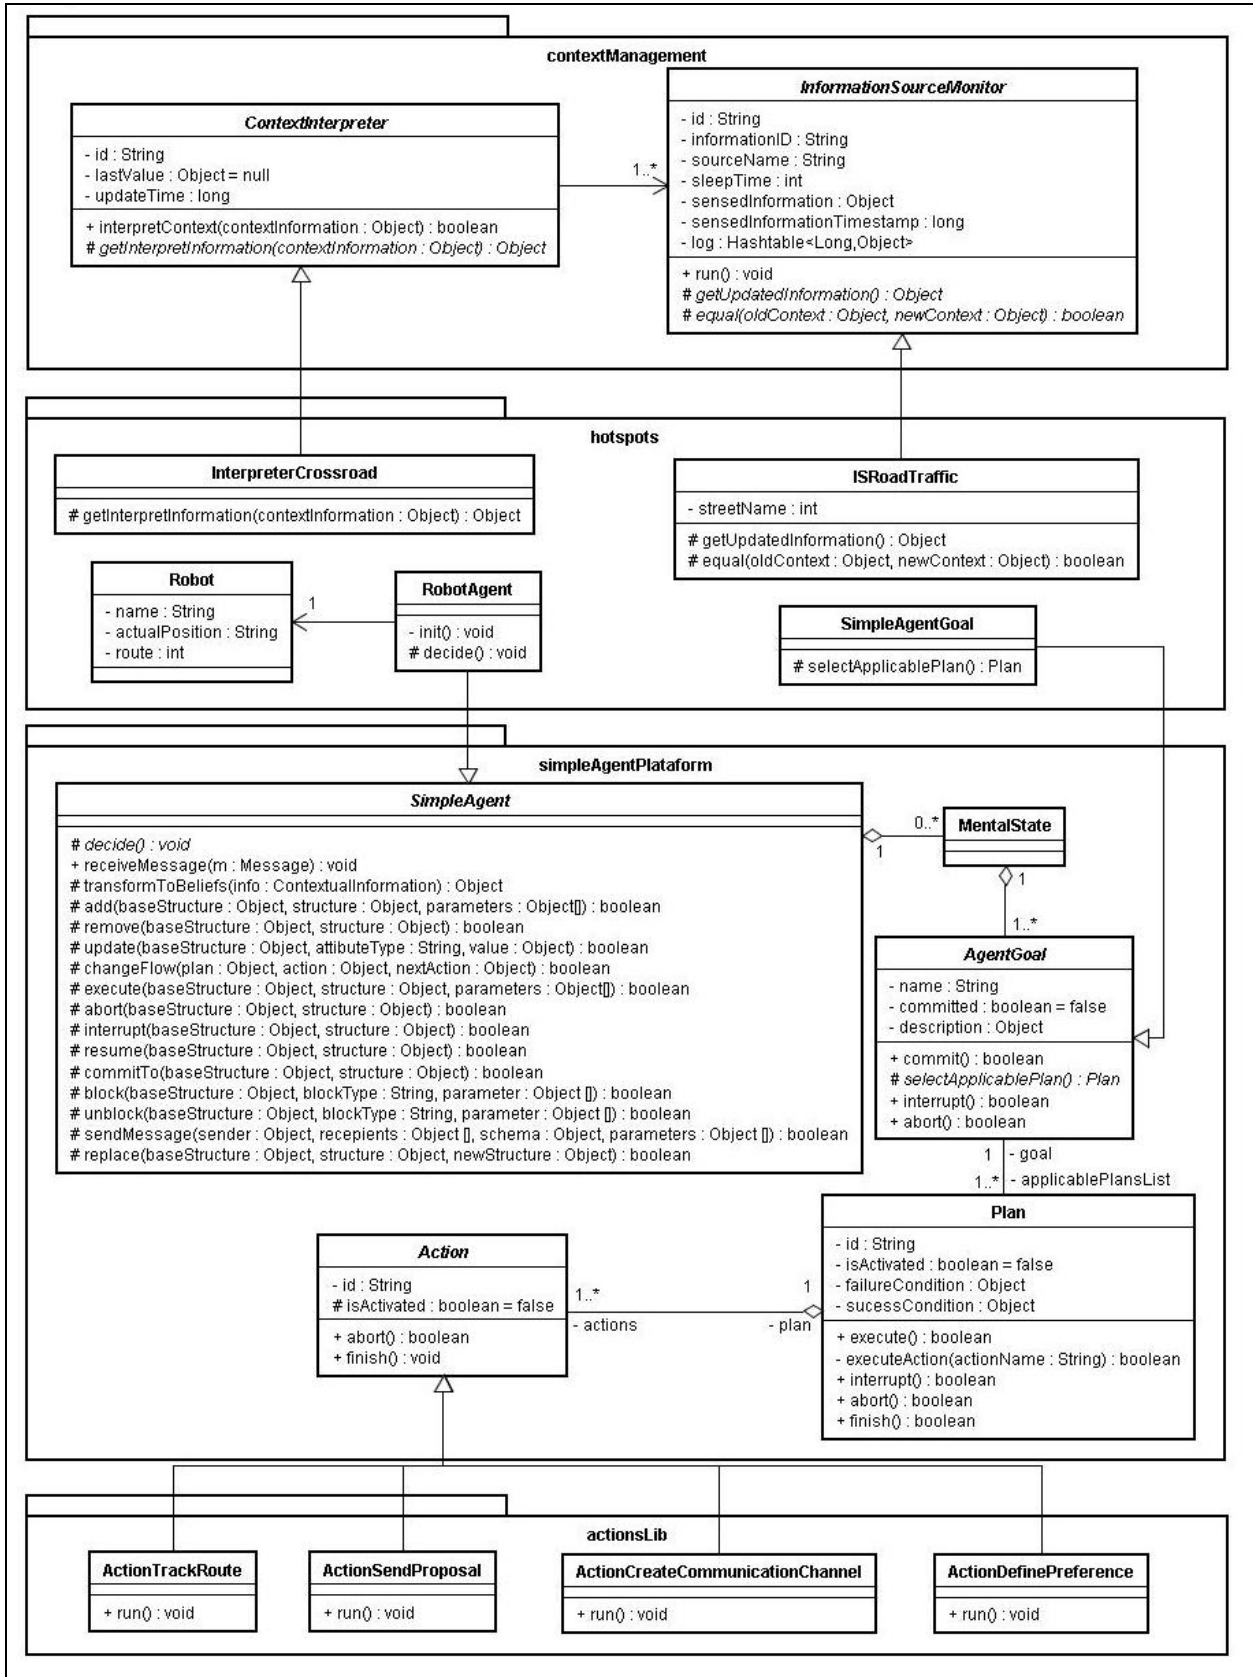 contextManagement
ContextInterpreter
- id : String
- lastValue : Object = null
- updateTime : long
+ interpretContext(contextInformation : Object) : boolean
# getInterpretInformation(contextInformation : Object) : Object
1..*
InformationSourceMonitor
- id : String
- informationID : String
- sourceName : String
- sleepTime : int
- sensedInformation : Object
- sensedInformationTimestamp : long
- log : Hashtable<Long,Object>
+ run() : void
# getUpdatedInformation() : Object
# equal(oldContext : Object, newContext : Object) : boolean
hotspots
InterpreterCrossroad
# getInterpretInformation(contextInformation : Object) : Object
ISRoadTraffic
- streetName : int
# getUpdatedInformation() : Object
# equal(oldContext : Object, newContext : Object) : boolean
Robot
- name : String
- actualPosition : String
- route : int
1
RobotAgent
- init() : void
# decide() : void
SimpleAgentGoal
# selectApplicablePlan() : Plan
simpleAgentPlataform
SimpleAgent
# decide() : void
+ receiveMessage(m : Message) : void
# transformToBeliefs(info : ContextualInformation) : Object
# add(baseStructure : Object, structure : Object, parameters : Object[]) : boolean
# remove(baseStructure : Object, structure : Object) : boolean
# update(baseStructure : Object, attibuteType : String, value : Object) : boolean
# changeFlow(plan : Object, action : Object, nextAction : Object) : boolean
# execute(baseStructure : Object, structure : Object, parameters : Object[]) : boolean
# abort(baseStructure : Object, structure : Object) : boolean
# interrupt(baseStructure : Object, structure : Object) : boolean
# resume(baseStructure : Object, structure : Object) : boolean
# commitTo(baseStructure : Object, structure : Object) : boolean
# block(baseStructure : Object, blockType : String, parameter : Object []) : boolean
# unblock(baseStructure : Object, blockType : String, parameter : Object []) : boolean
# sendMessage(sender : Object, recepients : Object [], schema : Object, parameters : Object []) : boolean
# replace(baseStructure : Object, structure : Object, newStructure : Object) : boolean
0..*
1
MentalState
1
1..*
AgentGoal
- name : String
- committed : boolean = false
- description : Object
+ commit() : boolean
# selectApplicablePlan() : Plan
+ interrupt() : boolean
+ abort() : boolean
1 - goal
1..* - applicablePlansList
Plan
- id : String
- isActivated : boolean = false
- failureCondition : Object
- sucessCondition : Object
+ execute() : boolean
- executeAction(actionName : String) : boolean
+ interrupt() : boolean
+ abort() : boolean
+ finish() : boolean
Action
- id : String
# isActivated : boolean = false
+ abort() : boolean
+ finish() : void
1..*
- actions
1
- plan
actionsLib
ActionTrackRoute
+ run() : void
ActionSendProposal
+ run() : void
ActionCreateCommunicationChannel
+ run() : void
ActionDefinePreference
+ run() : void